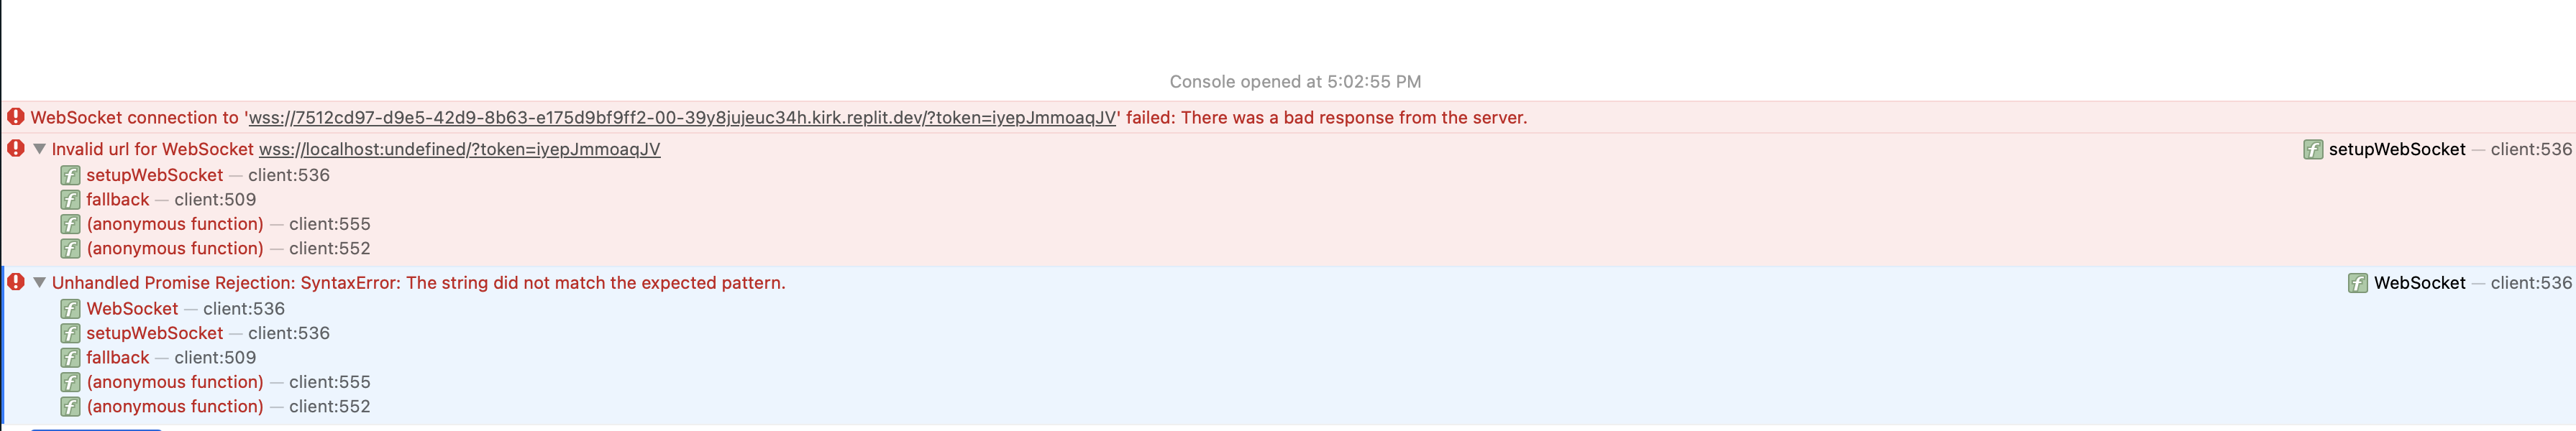 Console opened at 5:02:55 PM
WebSocket connection to 'wss://7512cd97-d9e5-42d9-8b63-e175d9bf9ff2-00-39y8jujeuc34h.kirk.replit.dev/?token=iyepJmmoaqJV' failed: There was a bad response from the server.
Invalid url for WebSocket wss://localhost:undefined/?token=iyepJmmoaqJV f setupWebSocket — client:536
f setupWebSocket — client:536
f fallback — client:509
f (anonymous function) — client:555
f (anonymous function) — client:552
Unhandled Promise Rejection: SyntaxError: The string did not match the expected pattern. f WebSocket — client:536
f WebSocket — client:536
f setupWebSocket — client:536
f fallback — client:509
f (anonymous function) — client:555
f (anonymous function) — client:552